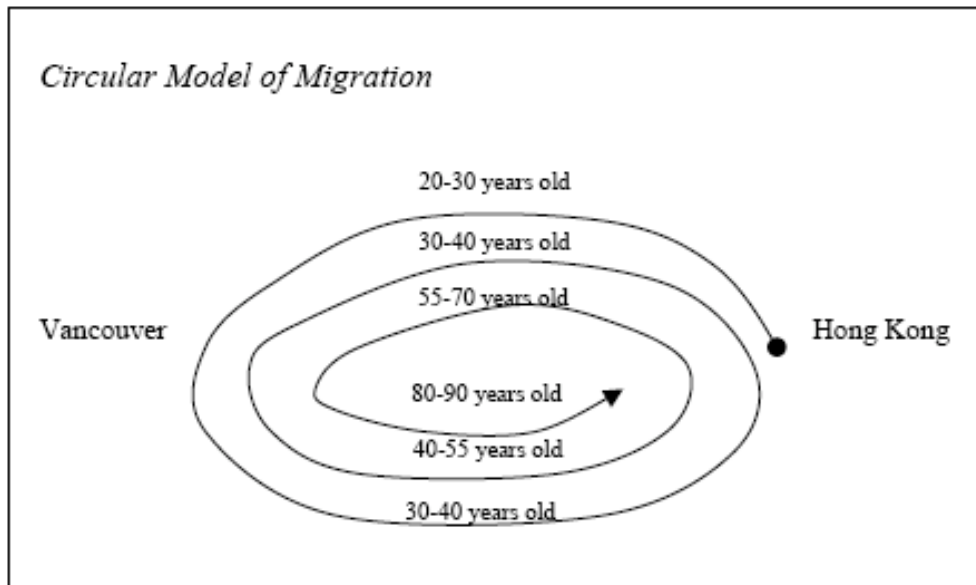 Circular Model of Migration
20-30 years old
30-40 years old
55-70 years old
Vancouver
Hong Kong
80-90 years old
40-55 years old
30-40 years old